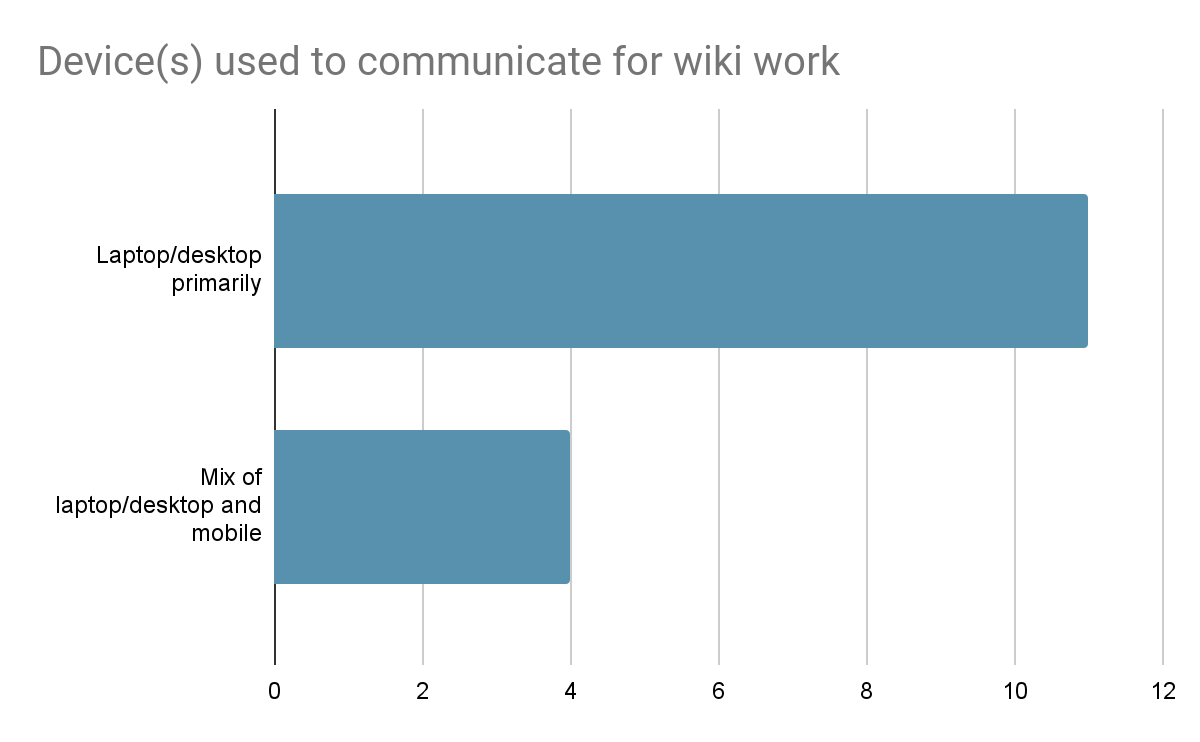 Device(s) used to communicate for wiki work
Laptop/desktop
primarily
Mix of
laptop/desktop and
mobile
0 2 4 6 8 10 12